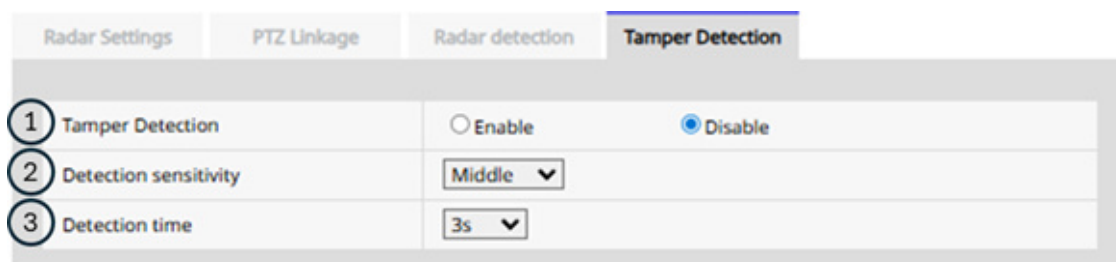 Radar Settings PTZ Linkage Radar detection Tamper Detection
1 Tamper Detection Enable Disable
2 Detection sensitivity Middle
3 Detection time 3s